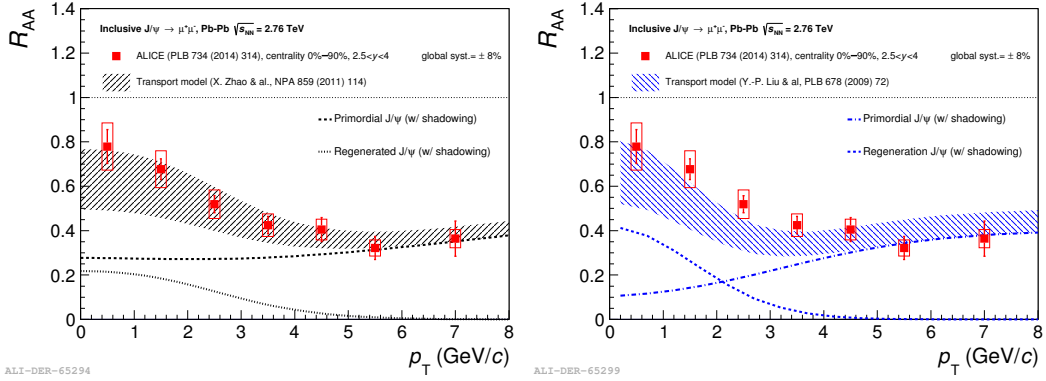 R_AA
1.4
1.2
1
0.8
0.6
0.4
0.2
0
Inclusive J/ψ → μ⁺μ⁻, Pb-Pb √s_NN = 2.76 TeV
ALICE (PLB 734 (2014) 314), centrality 0%−90%, 2.5<y<4 global syst.= ± 8%
Transport model (X. Zhao & al., NPA 859 (2011) 114)
Primordial J/ψ (w/ shadowing)
Regenerated J/ψ (w/ shadowing)
0 1 2 3 4 5 6 7 8
p_T (GeV/c)
ALI-DER-65294
R_AA
1.4
1.2
1
0.8
0.6
0.4
0.2
0
Inclusive J/ψ → μ⁺μ⁻, Pb-Pb √s_NN = 2.76 TeV
ALICE (PLB 734 (2014) 314), centrality 0%−90%, 2.5<y<4 global syst.= ± 8%
Transport model (Y.-P. Liu & al, PLB 678 (2009) 72)
Primordial J/ψ (w/ shadowing)
Regeneration J/ψ (w/ shadowing)
0 1 2 3 4 5 6 7 8
p_T (GeV/c)
ALI-DER-65299